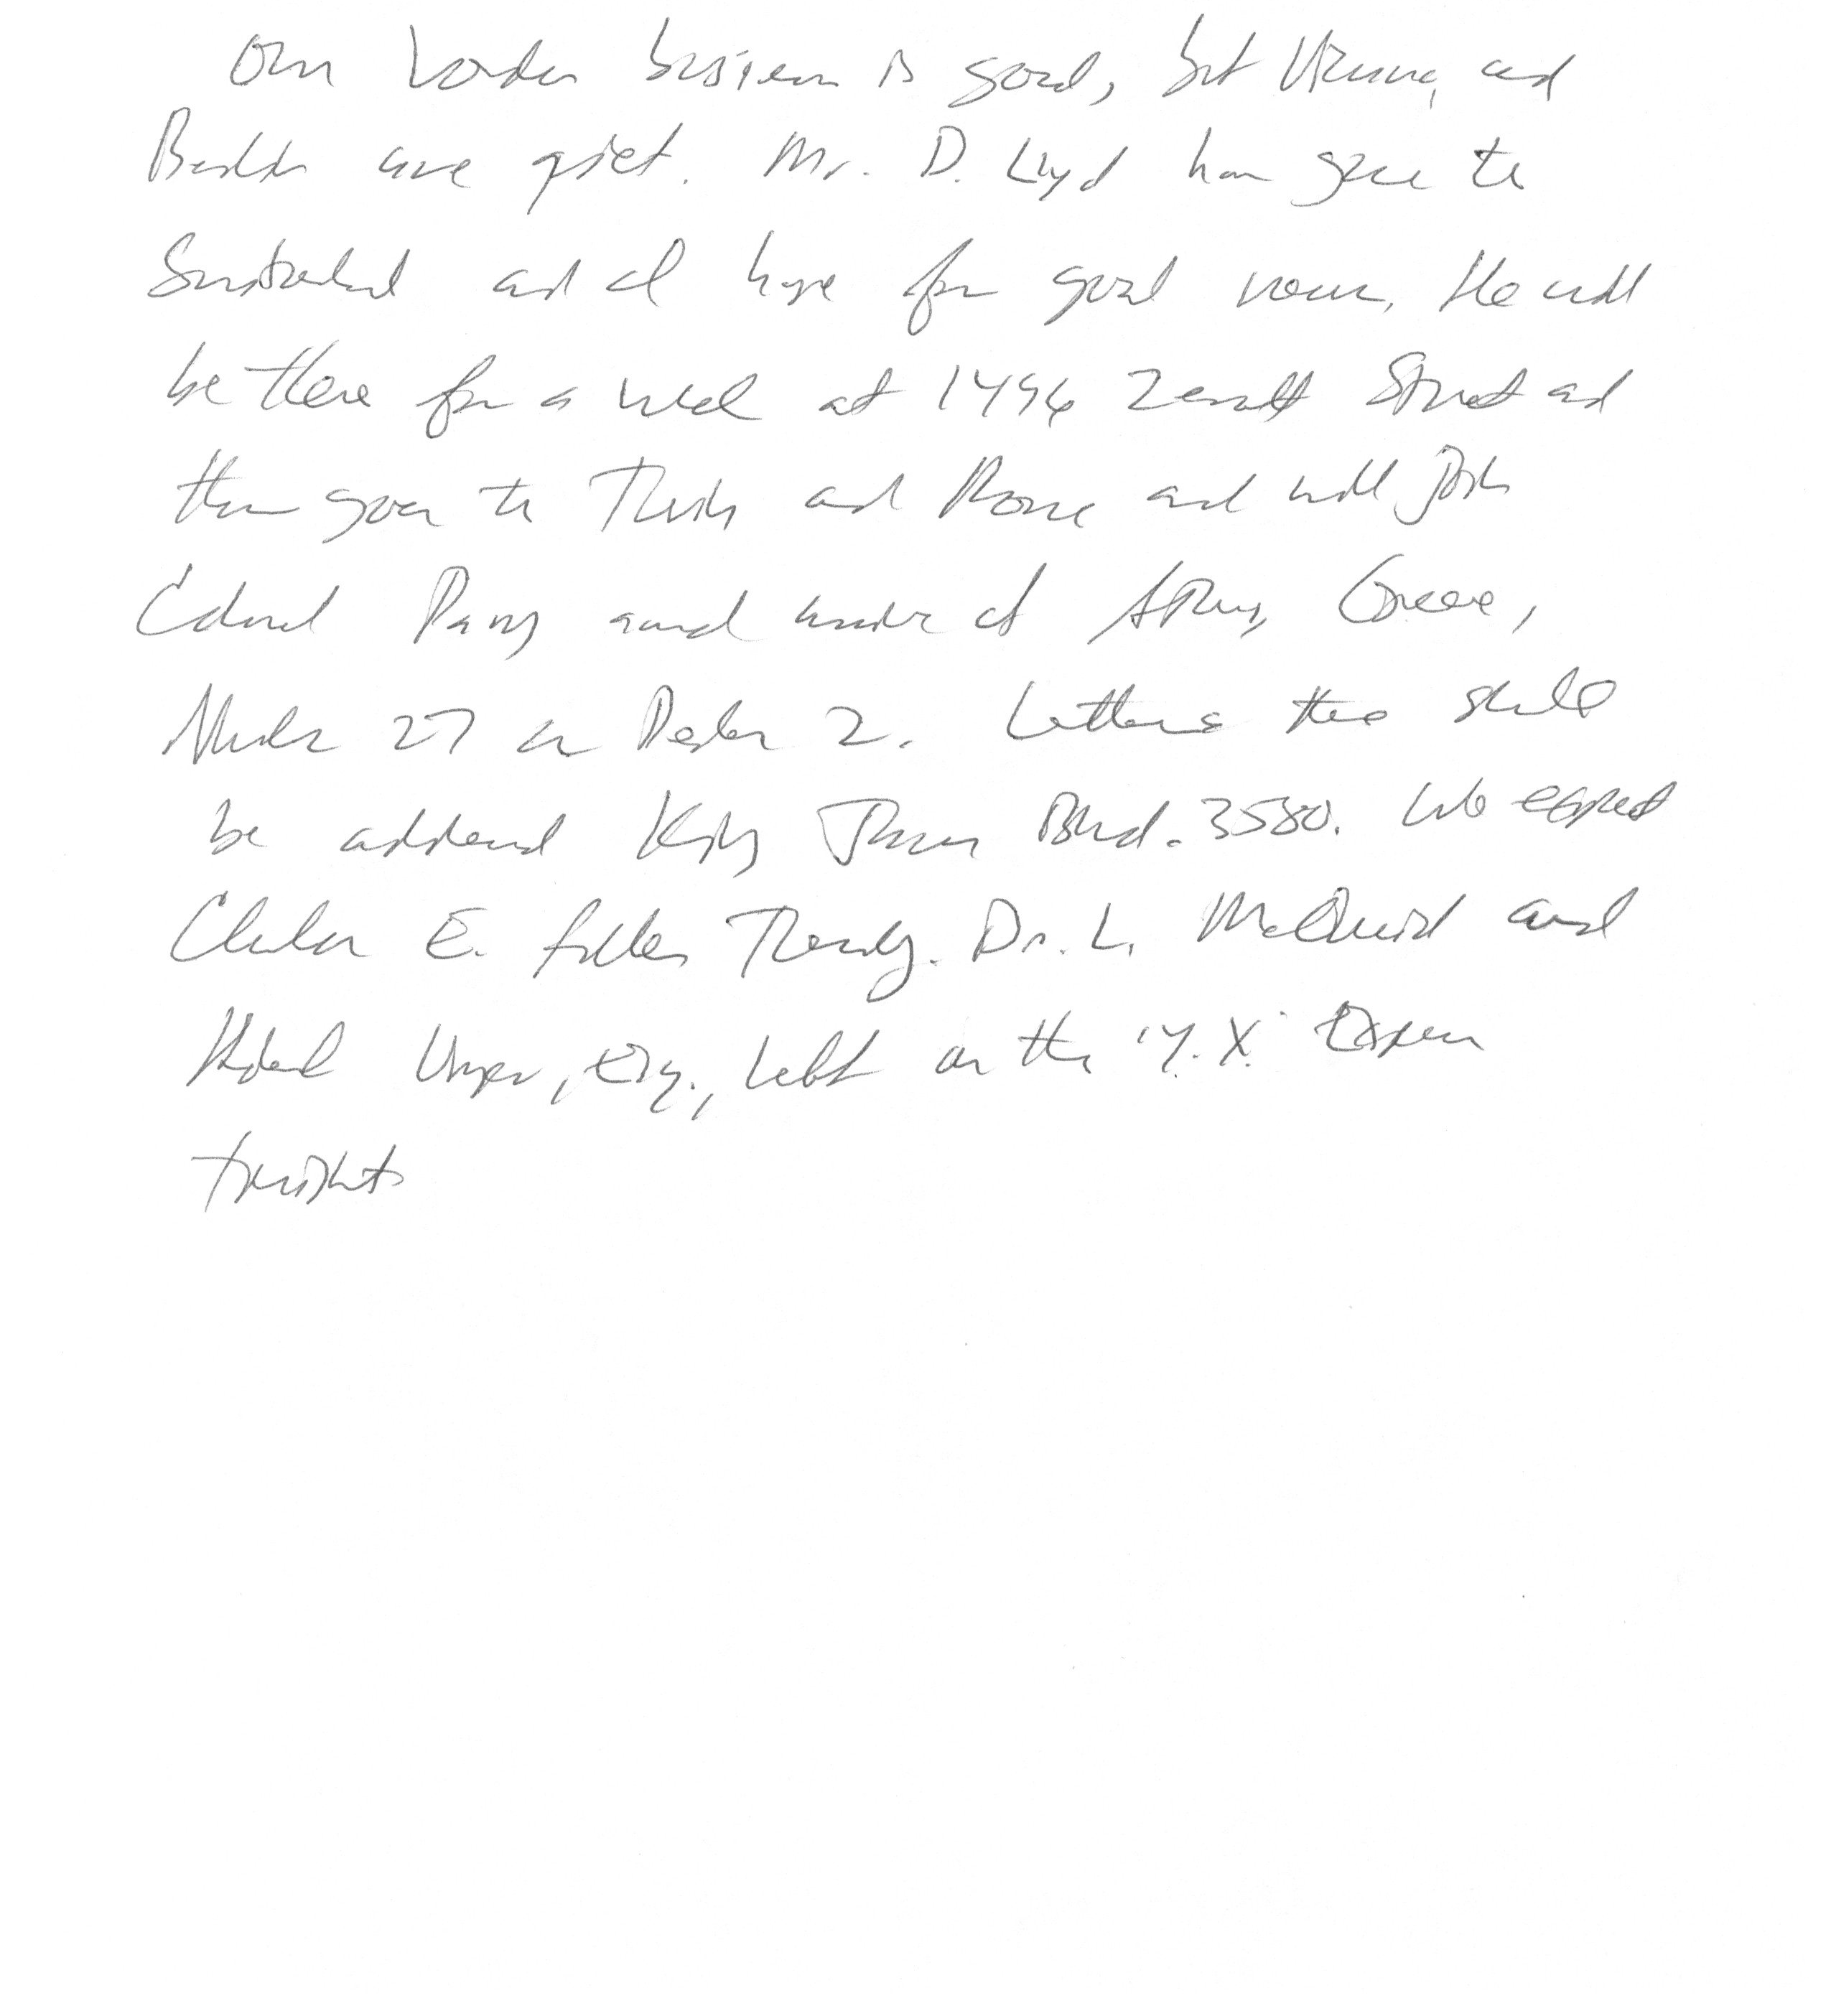 Our London business is good, but Vienna and
Berlin are quiet. Mr. D. Lloyd has gone to
Switzerland and I hope for good news. He will
be there for a week at 1496 Zermott Street and
then goes to Turin and Rome and will join
Colonel Parry and arrive at Athens, Greece,
November 27 or December 2. Letters there should
be addressed King James Blvd. 3580. We expect
Charles E. Fuller Tuesday. Dr. L. McQuaid and
Robert Unger, Esq., left on the 'Y.X.' Express
tonight